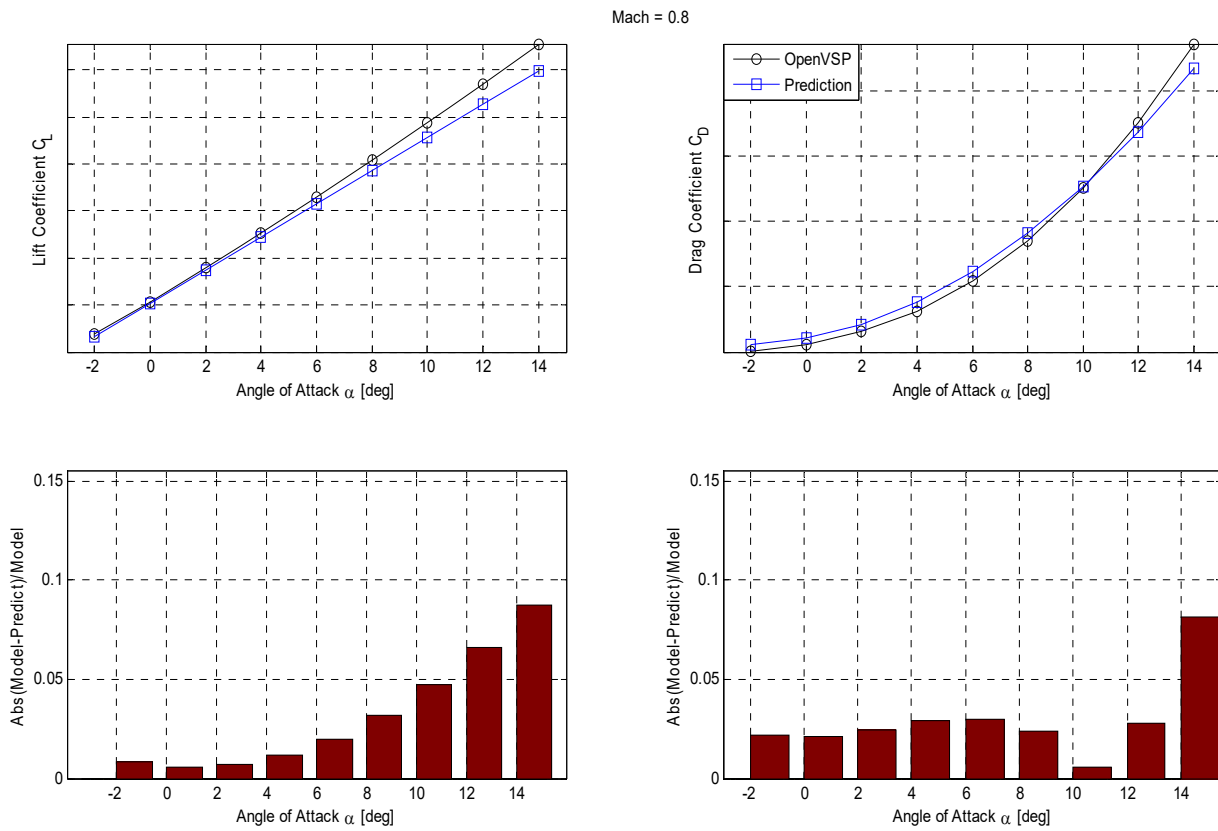 Mach = 0.8
Lift Coefficient C_L
-2 0 2 4 6 8 10 12 14
Angle of Attack α [deg]
OpenVSP
Prediction
Drag Coefficient C_D
-2 0 2 4 6 8 10 12 14
Angle of Attack α [deg]
0.15
0.1
0.05
0
Abs(Model-Predict)/Model
-2 0 2 4 6 8 10 12 14
Angle of Attack α [deg]
0.15
0.1
0.05
0
Abs(Model-Predict)/Model
-2 0 2 4 6 8 10 12 14
Angle of Attack α [deg]